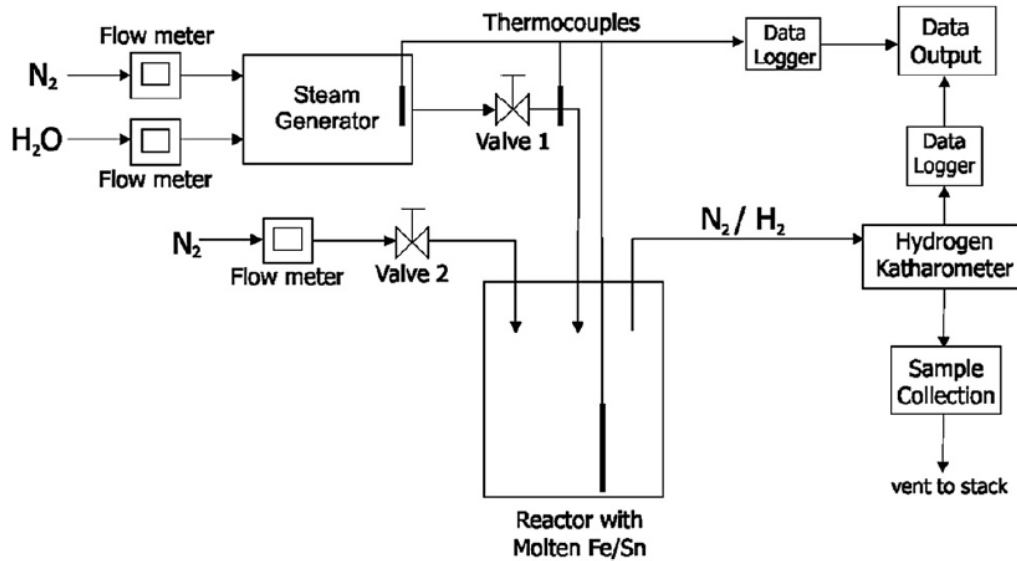 Flow meter
N₂
H₂O
Flow meter
Steam
Generator
Thermocouples
Valve 1
Data
Logger
Data
Output
Data
Logger
N₂
Flow meter
Valve 2
N₂ / H₂
Hydrogen
Katharometer
Sample
Collection
vent to stack
Reactor with
Molten Fe/Sn